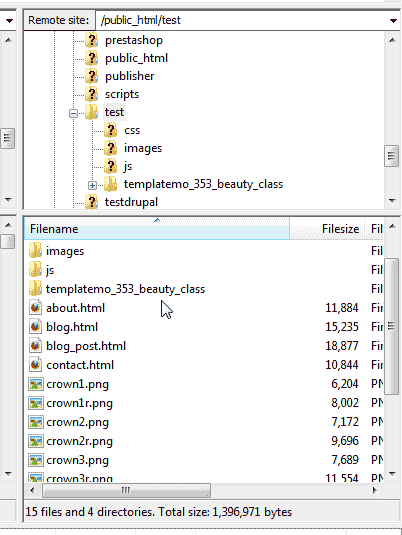 Remote site: /public_html/test
prestashop
public_html
publisher
scripts
test
css
images
js
templatemo_353_beauty_class
testdrupal
Filename Filesize Fil
images Fil
js Fil
templatemo_353_beauty_class Fil
about.html 11,884 Fir
blog.html 15,235 Fir
blog_post.html 18,877 Fir
contact.html 10,844 Fir
crown1.png 6,204 PN
crown1r.png 8,002 PN
crown2.png 7,172 PN
crown2r.png 9,696 PN
crown3.png 7,689 PN
crown3r.png 11,554 PN
15 files and 4 directories. Total size: 1,396,971 bytes